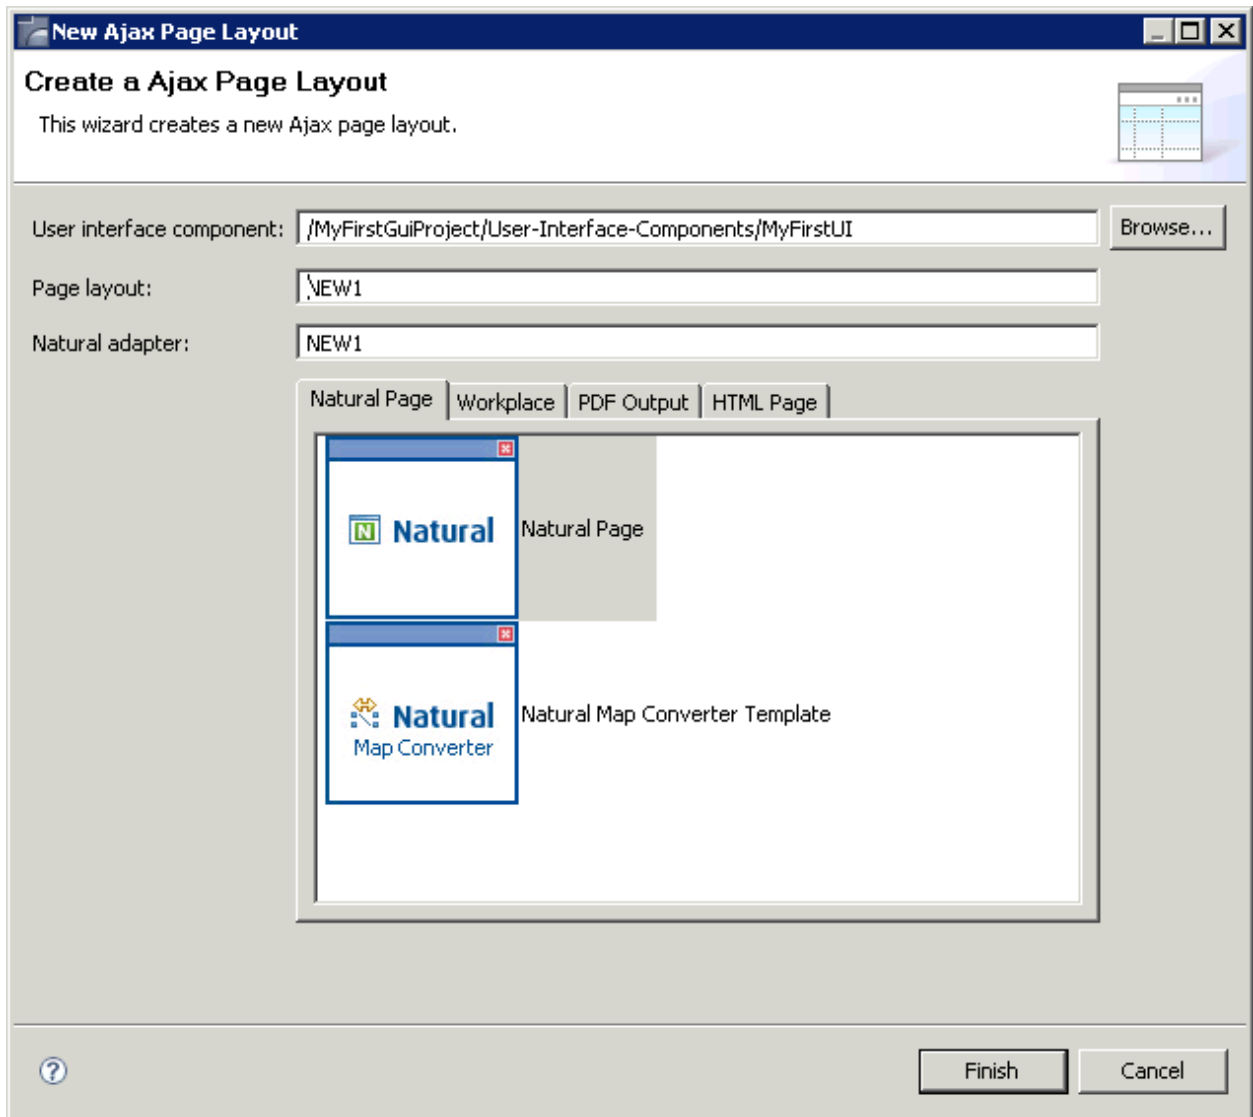 New Ajax Page Layout
Create a Ajax Page Layout
This wizard creates a new Ajax page layout.
User interface component: /MyFirstGuiProject/User-Interface-Components/MyFirstUI Browse...
Page layout: NEW1
Natural adapter: NEW1
Natural Page Workplace PDF Output HTML Page
N Natural Natural Page
Natural Natural Map Converter Template
Map Converter
? Finish Cancel